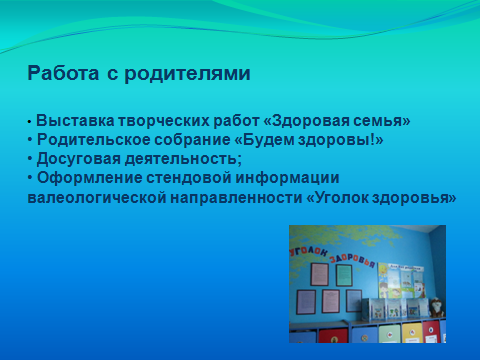 Работа с родителями
• Выставка творческих работ «Здоровая семья»
• Родительское собрание «Будем здоровы!»
• Досуговая деятельность;
• Оформление стендовой информации
валеологической направленности «Уголок здоровья»
УГОЛОК ЗДОРОВЬЯ